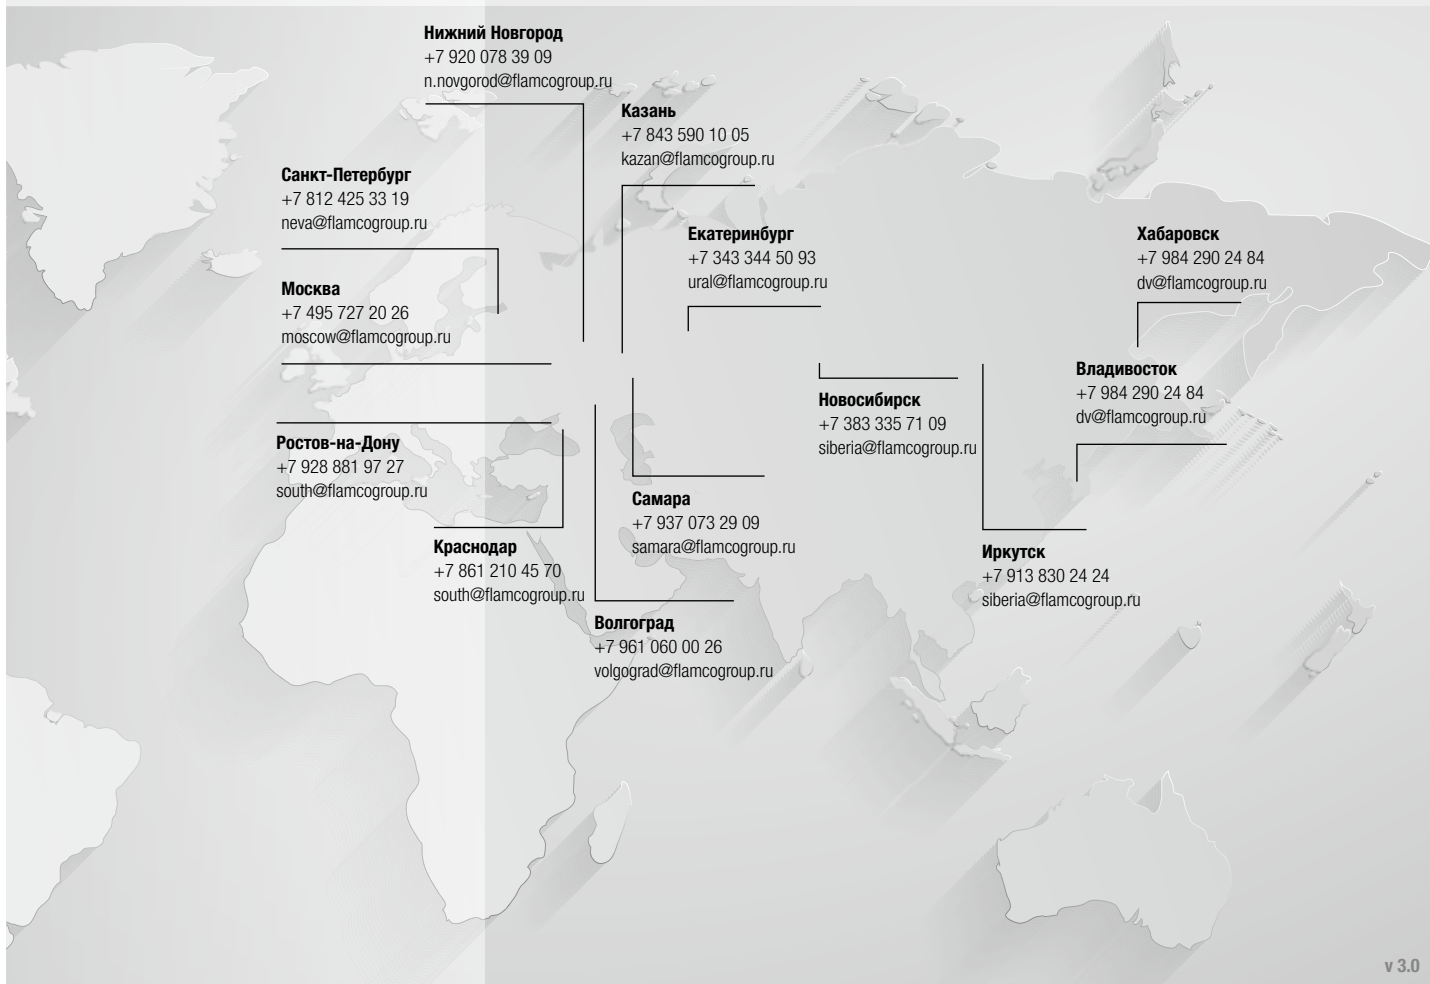 Нижний Новгород
+7 920 078 39 09
n.novgorod@flamcogroup.ru
Казань
+7 843 590 10 05
kazan@flamcogroup.ru
Санкт-Петербург
+7 812 425 33 19
neva@flamcogroup.ru
Екатеринбург
+7 343 344 50 93
ural@flamcogroup.ru
Хабаровск
+7 984 290 24 84
dv@flamcogroup.ru
Москва
+7 495 727 20 26
moscow@flamcogroup.ru
Владивосток
+7 984 290 24 84
dv@flamcogroup.ru
Новосибирск
+7 383 335 71 09
siberia@flamcogroup.ru
Ростов-на-Дону
+7 928 881 97 27
south@flamcogroup.ru
Самара
+7 937 073 29 09
samara@flamcogroup.ru
Краснодар
+7 861 210 45 70
south@flamcogroup.ru
Иркутск
+7 913 830 24 24
siberia@flamcogroup.ru
Волгоград
+7 961 060 00 26
volgograd@flamcogroup.ru
v 3.0